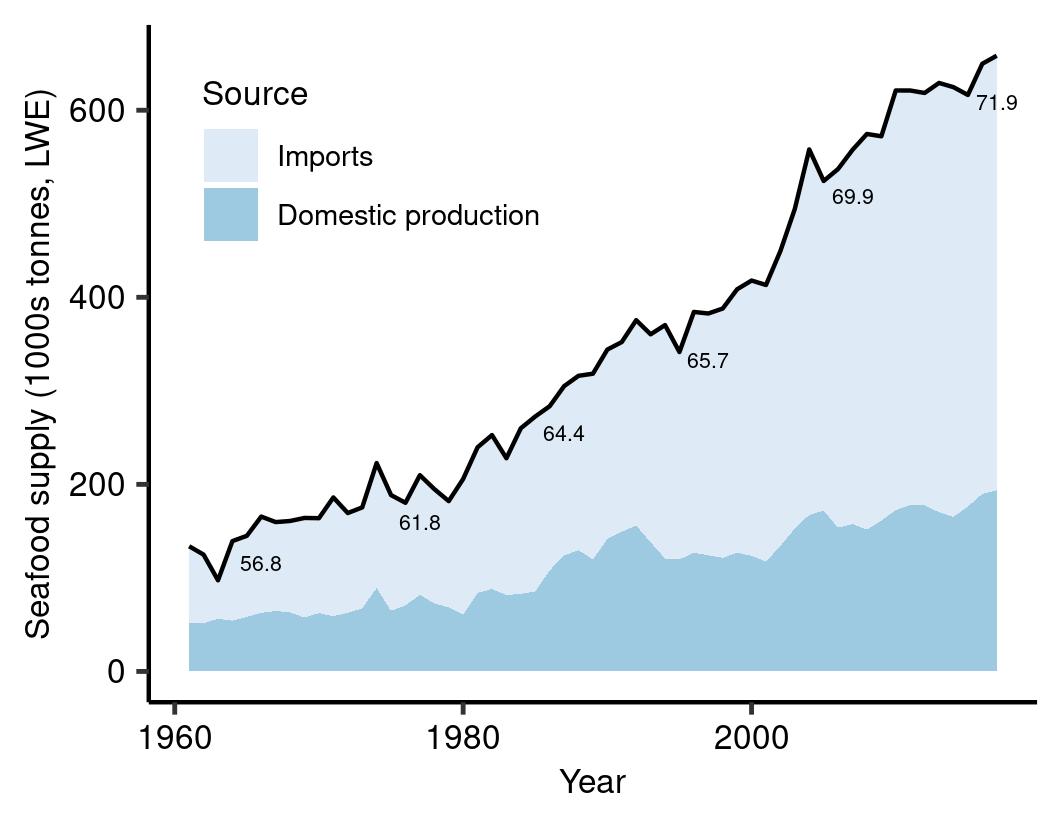 Seafood supply (1000s tonnes, LWE)
600
400
200
0
Source
Imports
Domestic production
56.8
61.8
64.4
65.7
69.9
71.9
1960
1980
2000
Year